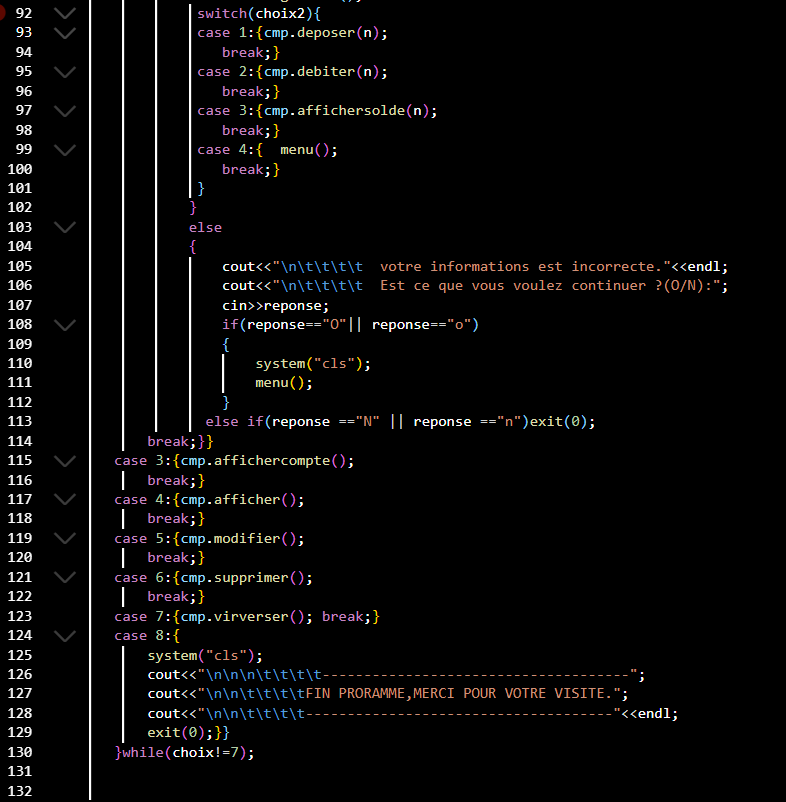 92 switch(choix2){
93 case 1:{cmp.deposer(n);
94 break;}
95 case 2:{cmp.debiter(n);
96 break;}
97 case 3:{cmp.affichersolde(n);
98 break;}
99 case 4:{  menu();
100 break;}
101 }
102 }
103 else
104 {
105 cout<<"\n\t\t\t\t  votre informations est incorrecte."<<endl;
106 cout<<"\n\t\t\t\t  Est ce que vous voulez continuer ?(O/N):";
107 cin>>reponse;
108 if(reponse=="O"|| reponse=="o")
109 {
110 system("cls");
111 menu();
112 }
113 else if(reponse =="N" || reponse =="n")exit(0);
114 break;}}
115 case 3:{cmp.affichercompte();
116 break;}
117 case 4:{cmp.afficher();
118 break;}
119 case 5:{cmp.modifier();
120 break;}
121 case 6:{cmp.supprimer();
122 break;}
123 case 7:{cmp.virverser(); break;}
124 case 8:{
125 system("cls");
126 cout<<"\n\n\n\t\t\t\t-------------------------------------";
127 cout<<"\n\n\t\t\t\tFIN PRORAMME,MERCI POUR VOTRE VISITE.";
128 cout<<"\n\n\t\t\t\t-------------------------------------"<<endl;
129 exit(0);}}
130 }while(choix!=7);
131
132